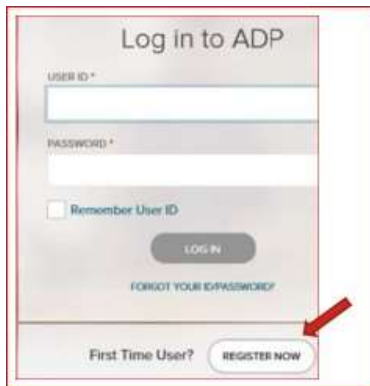 Log in to ADP
USER ID *
PASSWORD *
Remember User ID
LOG IN
FORGOT YOUR ID/PASSWORD?
First Time User? REGISTER NOW